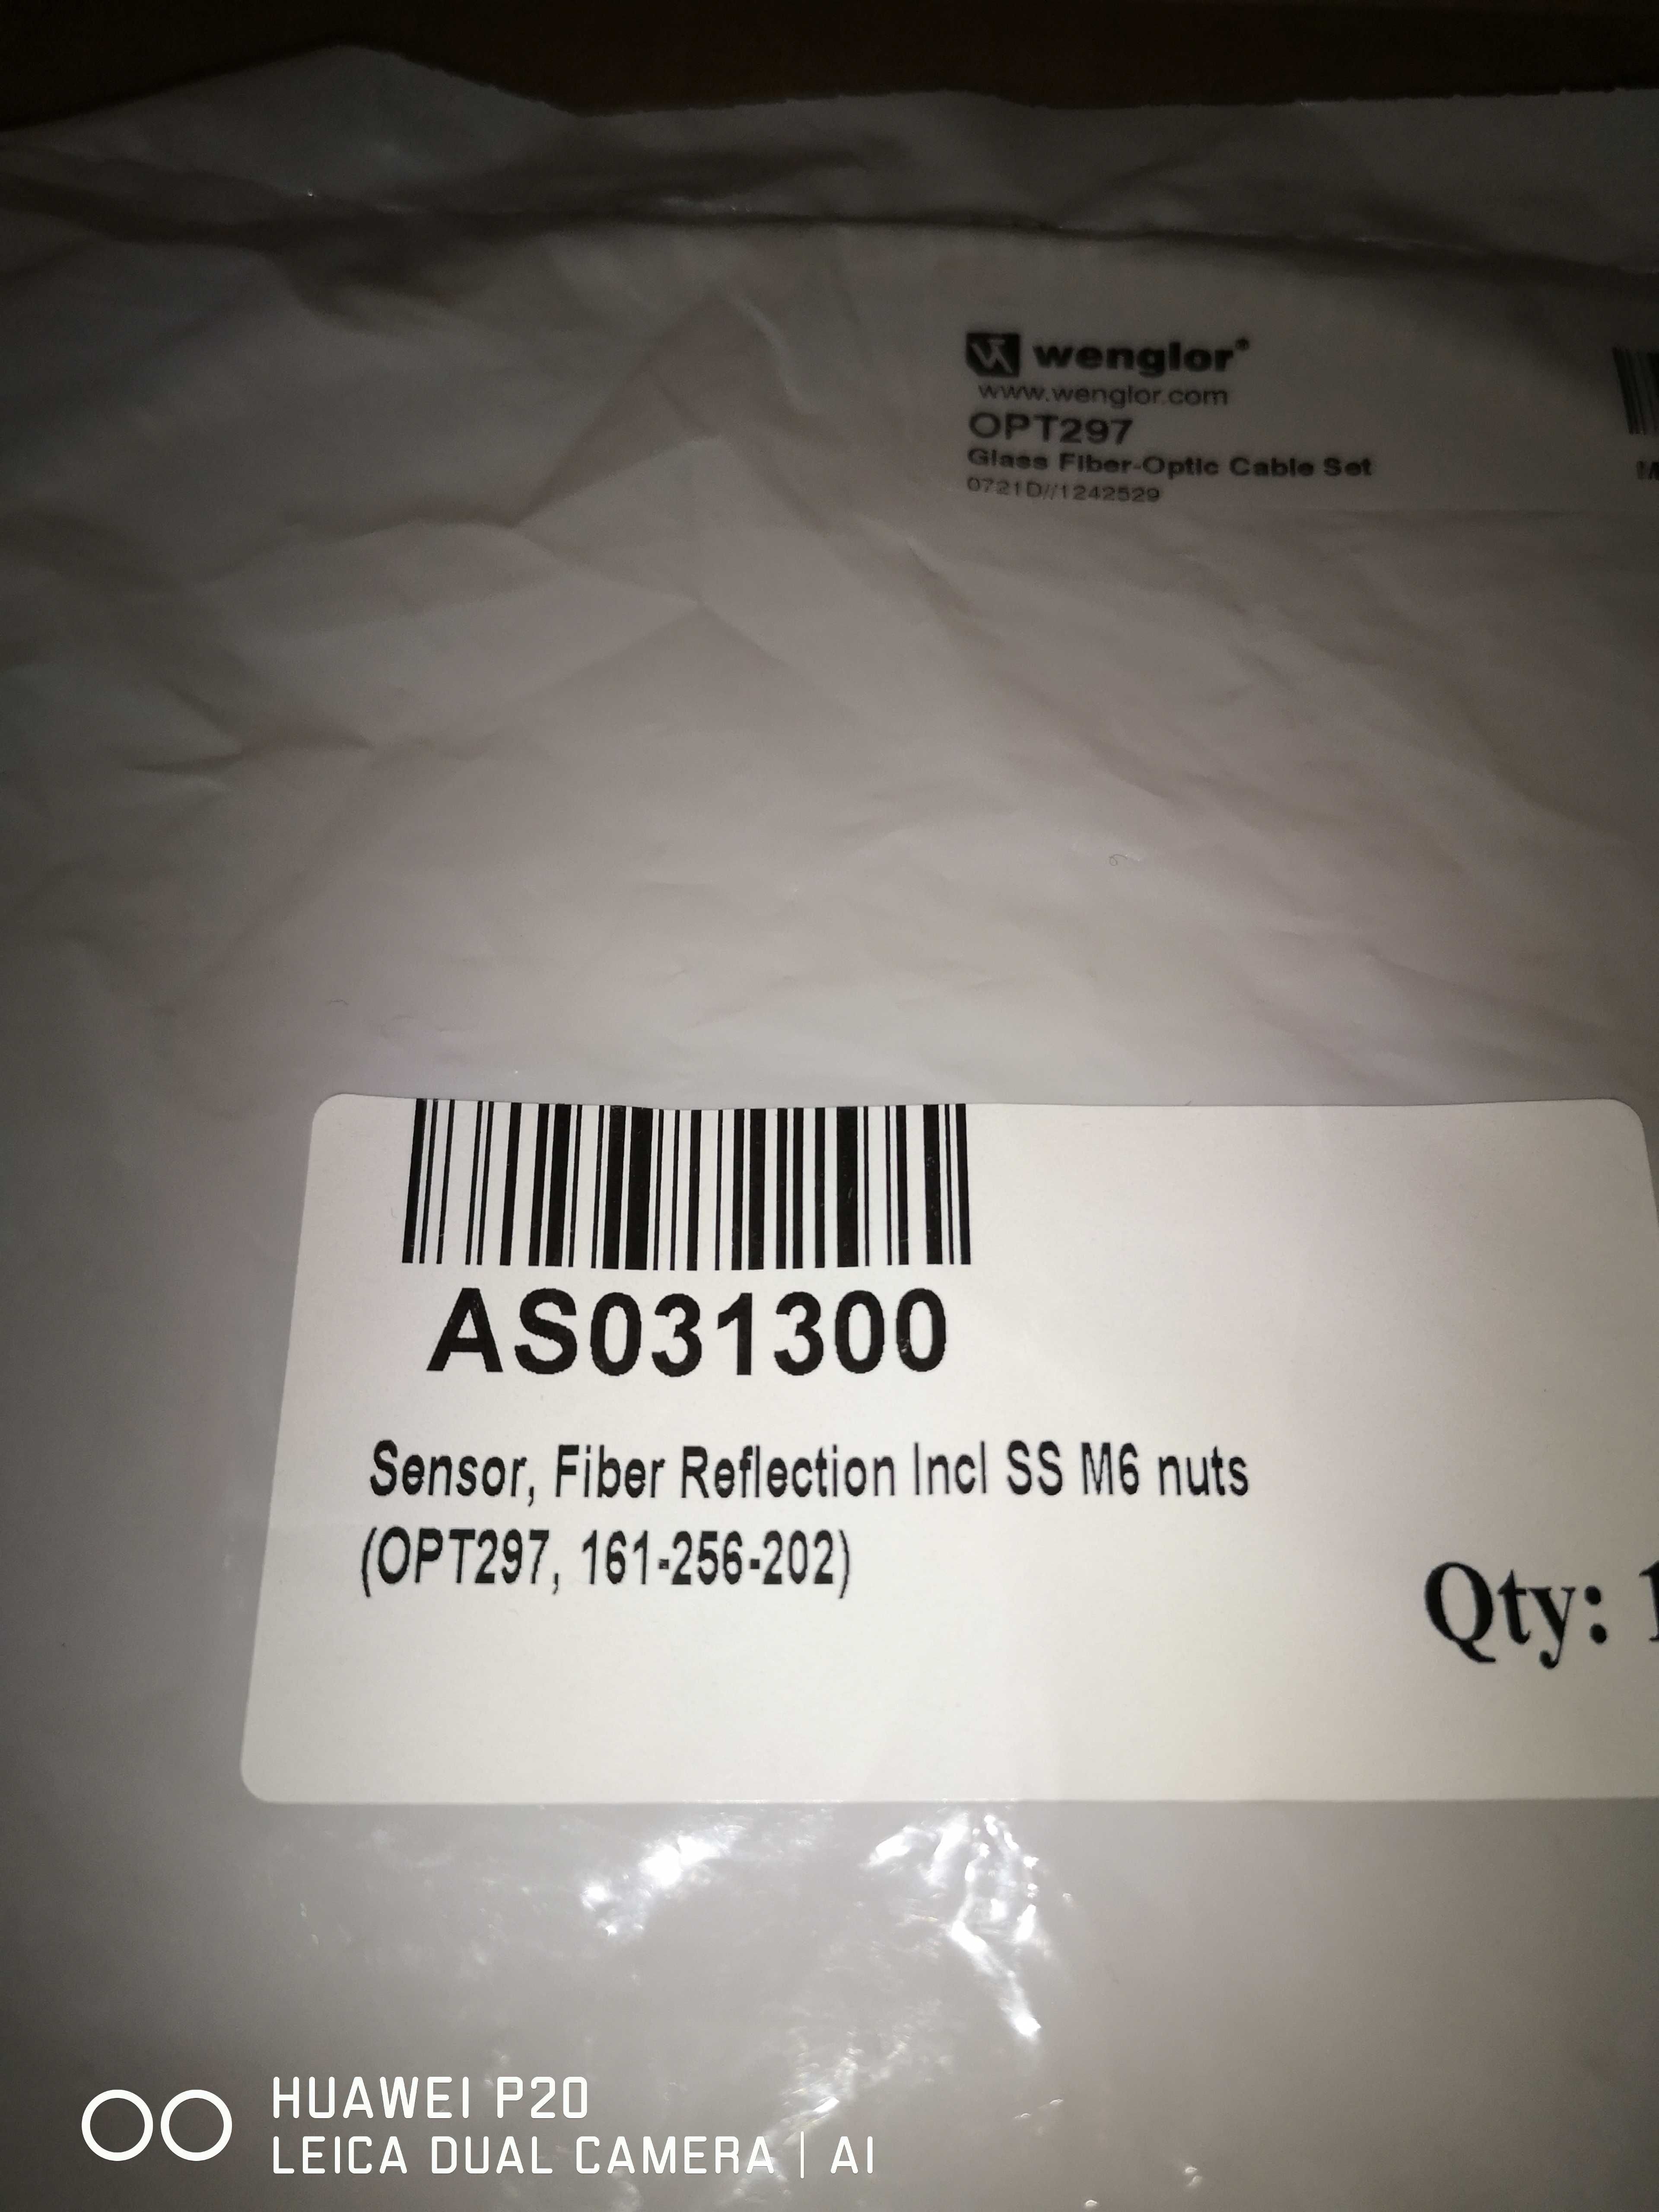 wenglor®
www.wenglor.com
OPT297
Glass Fiber-Optic Cable Set
0721D//1242529
AS031300
Sensor, Fiber Reflection Incl SS M6 nuts
(OPT297, 161-256-202)
Qty: 1
HUAWEI P20
LEICA DUAL CAMERA | AI